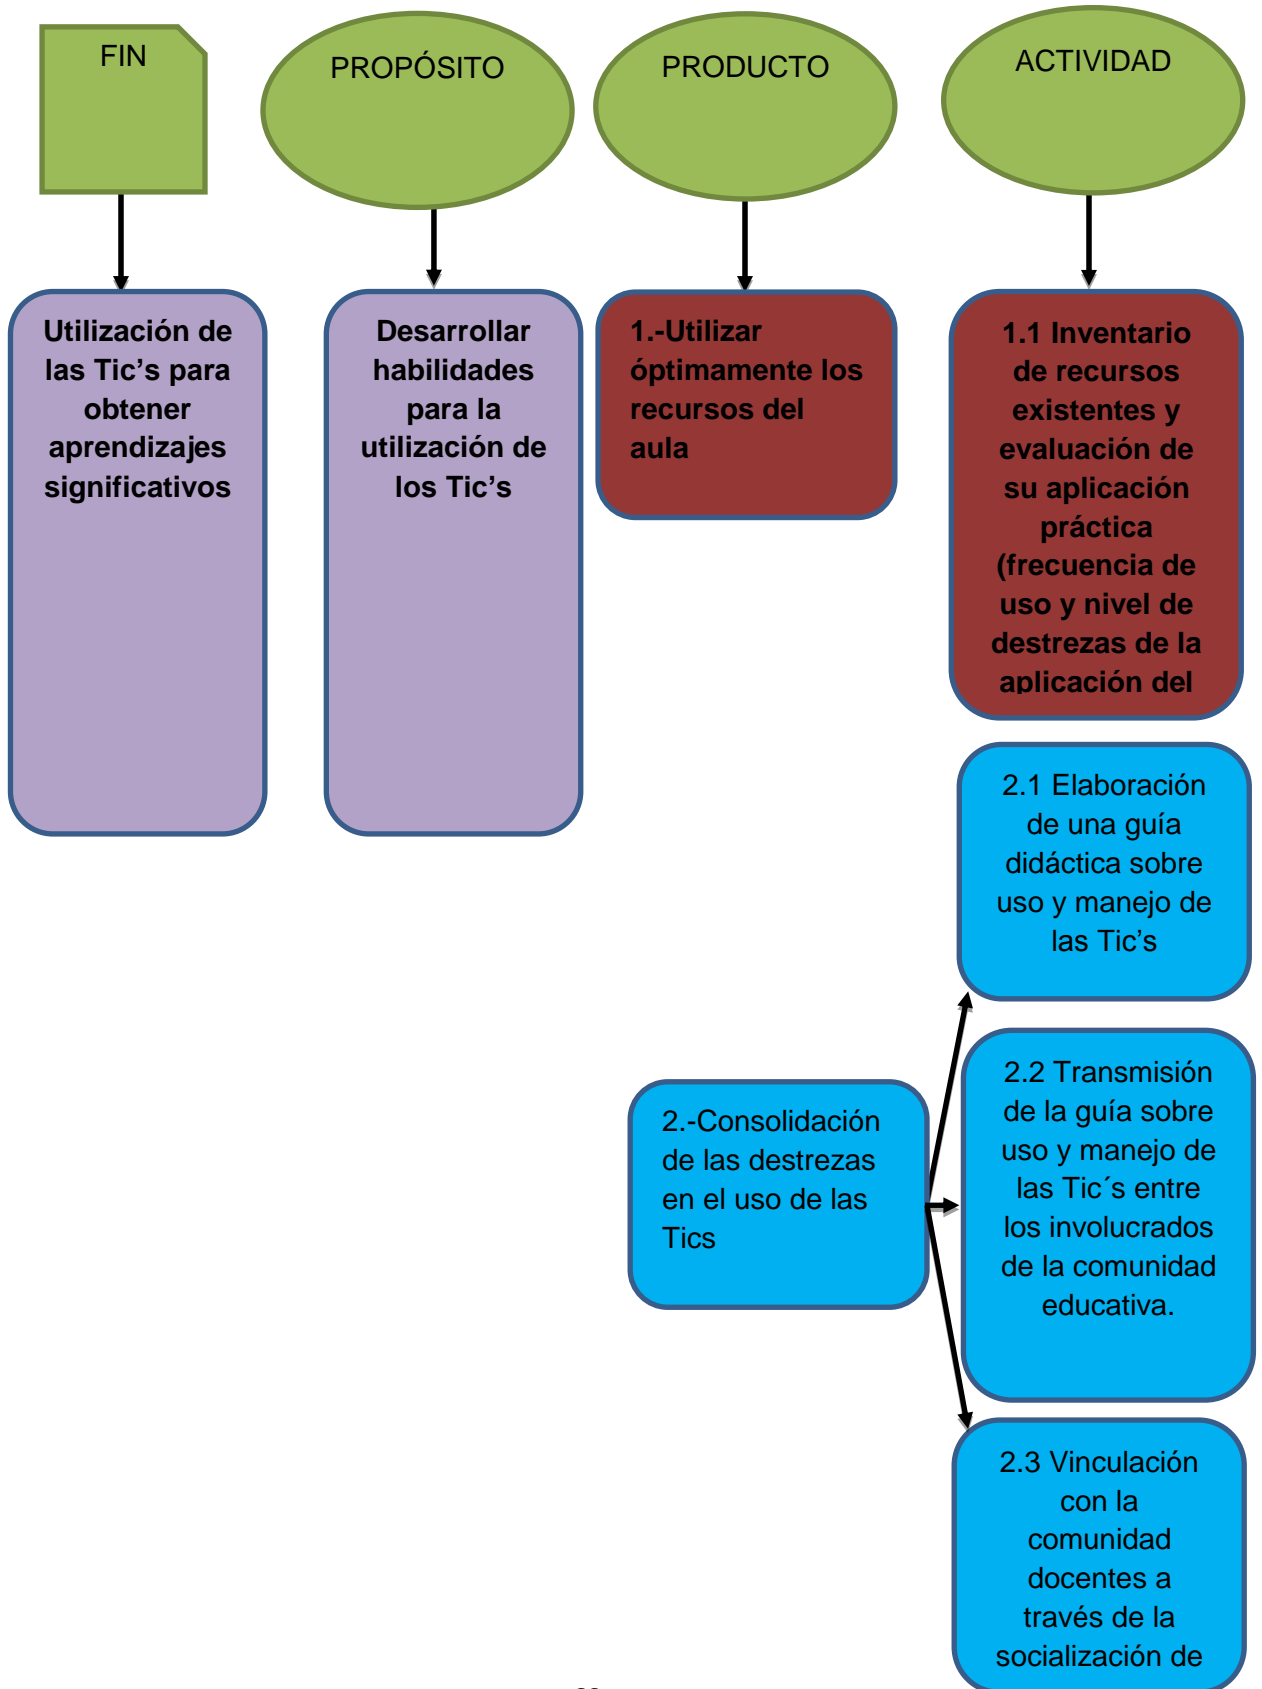 FIN
PROPÓSITO
PRODUCTO
ACTIVIDAD
Utilización de
las Tic’s para
obtener
aprendizajes
significativos
Desarrollar
habilidades
para la
utilización de
los Tic’s
1.-Utilizar
óptimamente los
recursos del
aula
1.1 Inventario
de recursos
existentes y
evaluación de
su aplicación
práctica
(frecuencia de
uso y nivel de
destrezas de la
aplicación del
2.1 Elaboración
de una guía
didáctica sobre
uso y manejo de
las Tic’s
2.-Consolidación
de las destrezas
en el uso de las
Tics
2.2 Transmisión
de la guía sobre
uso y manejo de
las Tic´s entre
los involucrados
de la comunidad
educativa.
2.3 Vinculación
con la
comunidad
docentes a
través de la
socialización de